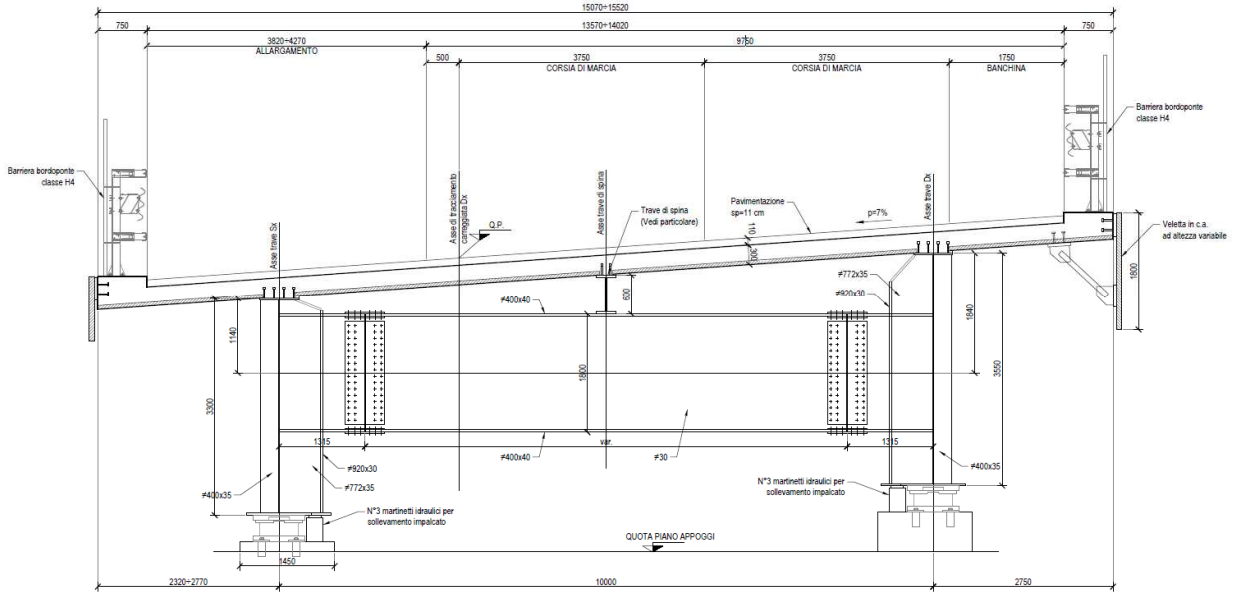 15070÷15520
750
13570÷14020
750
3820÷4270
ALLARGAMENTO
9750
500
3750
CORSIA DI MARCIA
3750
CORSIA DI MARCIA
1750
BANCHINA
Barriera bordoponte
classe H4
Barriera bordoponte
classe H4
Asse trave Sx
Asse di tracciamento
carreggiata Dx
Q.P.
Asse trave di spina
Trave di spina
(Vedi particolare)
Pavimentazione
sp=11 cm
p=7%
Asse trave Dx
Veletta in c.a.
ad altezza variabile
110
300
600
1800
≠772x35
≠920x30
≠400x40
1140
1840
3550
3300
1800
1315
var.
1315
≠400x40
≠30
≠920x30
≠772x35
≠400x35
≠400x35
N°3 martinetti idraulici per
sollevamento impalcato
N°3 martinetti idraulici per
sollevamento impalcato
QUOTA PIANO APPOGGI
1450
2320÷2770
10000
2750